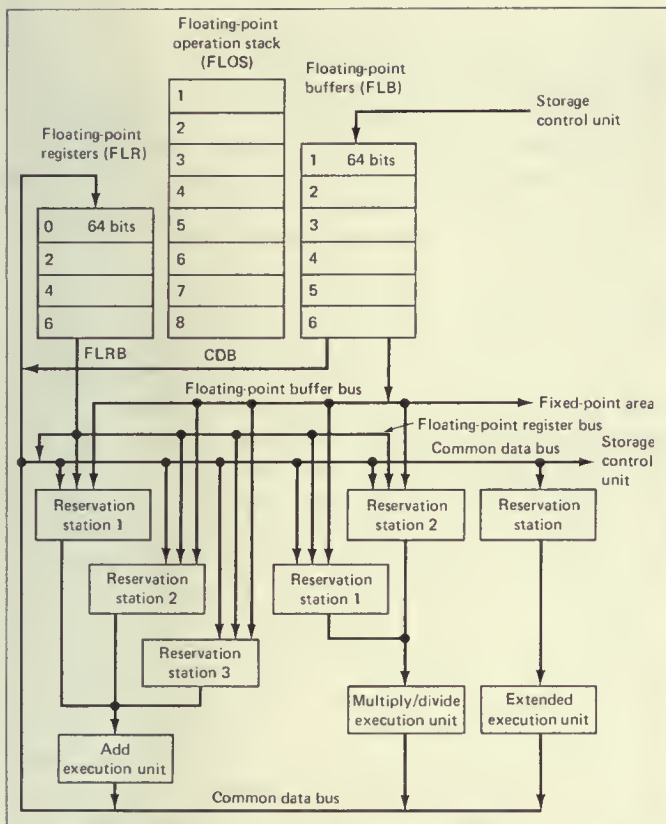 Floating-point
operation stack
(FLOS)
Floating-point
buffers (FLB)
Storage
control unit
Floating-point
registers (FLR)
1
2
3
4
5
6
7
8
1 64 bits
2
3
4
5
6
0 64 bits
2
4
6
FLRB
CDB
Floating-point buffer bus
Fixed-point area
Floating-point register bus
Common data bus
Storage
control
unit
Reservation
station 1
Reservation
station 2
Reservation
station
Reservation
station 2
Reservation
station 1
Reservation
station 3
Multiply/divide
execution unit
Extended
execution unit
Add
execution unit
Common data bus